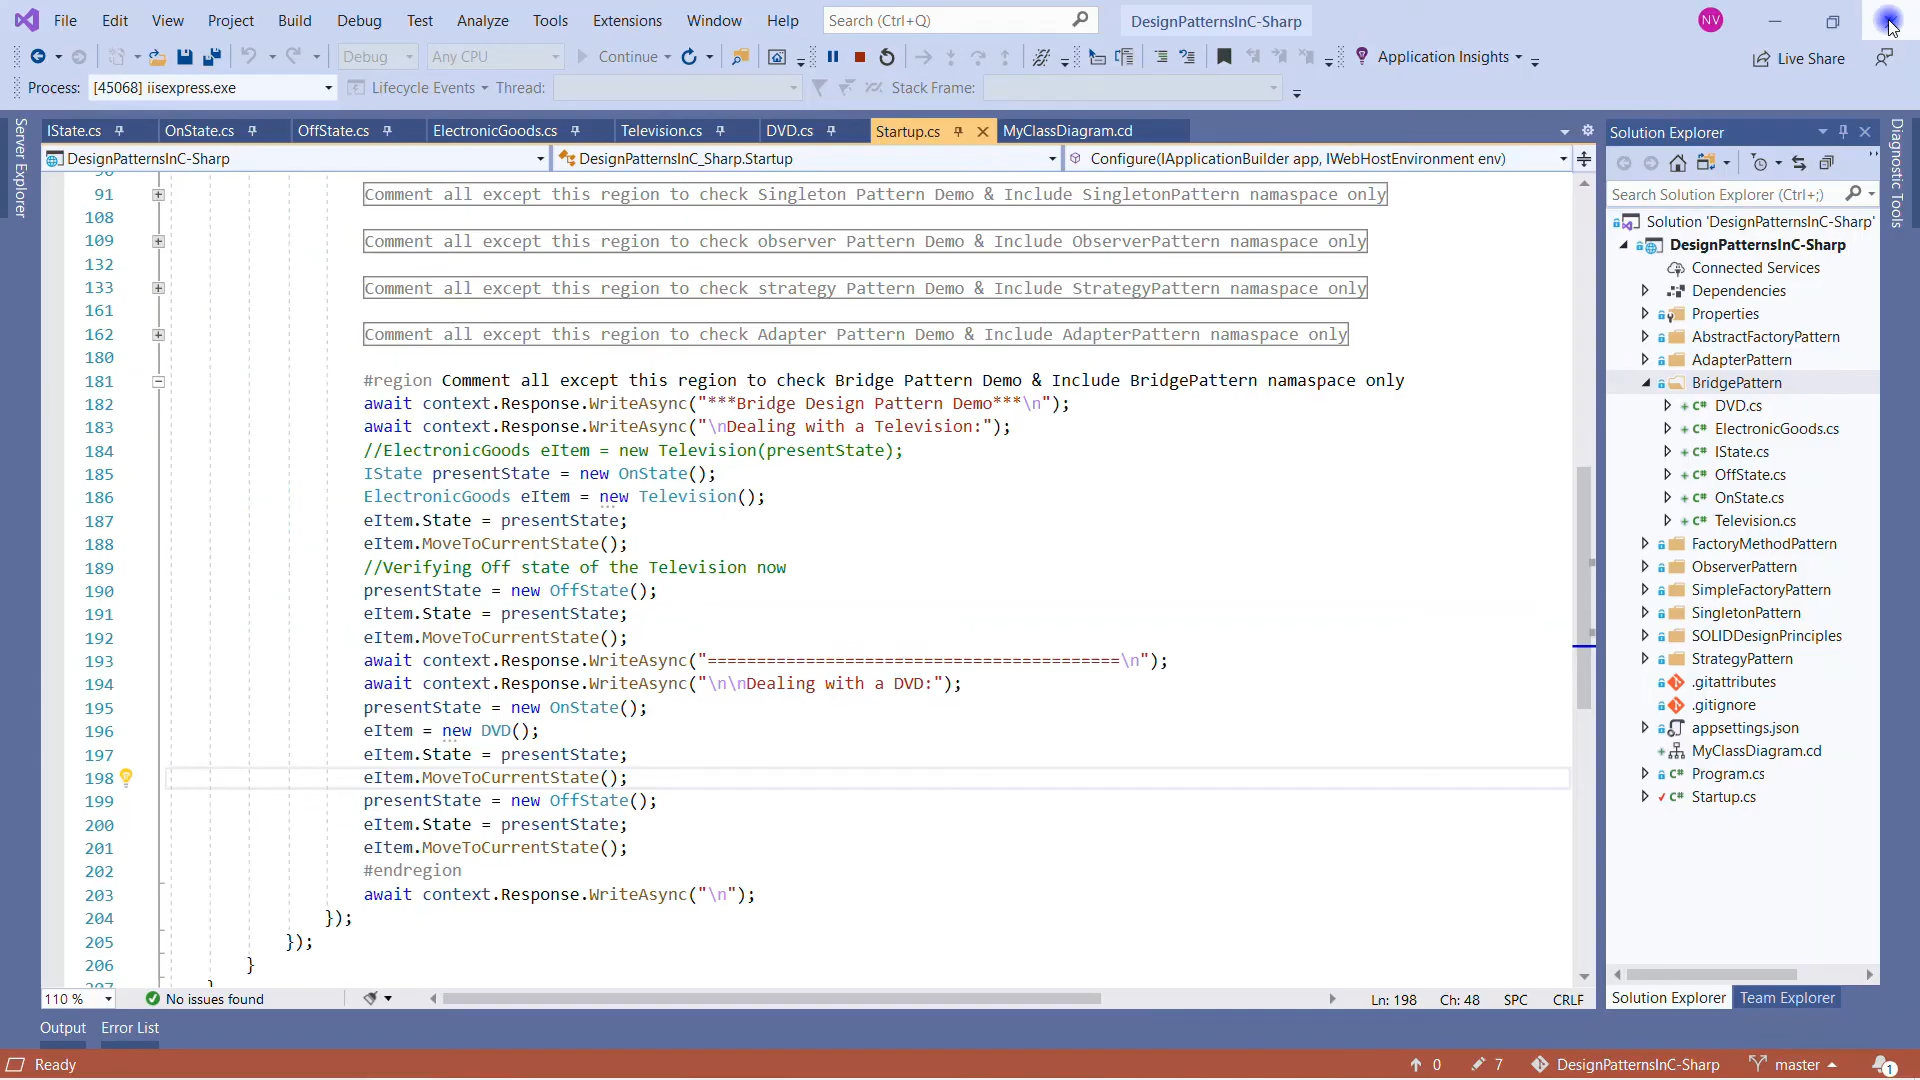 File Edit View Project Build Debug Test Analyze Tools Extensions Window Help Search (Ctrl+Q) DesignPatternsInC-Sharp NV
Debug Any CPU Continue Application Insights Live Share
Process: [45068] iisexpress.exe Lifecycle Events Thread: Stack Frame:
Server Explorer
IState.cs OnState.cs OffState.cs ElectronicGoods.cs Television.cs DVD.cs Startup.cs MyClassDiagram.cd
DesignPatternsInC-Sharp DesignPatternsInC_Sharp.Startup Configure(IApplicationBuilder app, IWebHostEnvironment env)
91 Comment all except this region to check Singleton Pattern Demo & Include SingletonPattern namaspace only
108
109 Comment all except this region to check observer Pattern Demo & Include ObserverPattern namaspace only
132
133 Comment all except this region to check strategy Pattern Demo & Include StrategyPattern namaspace only
161
162 Comment all except this region to check Adapter Pattern Demo & Include AdapterPattern namaspace only
180
181 #region Comment all except this region to check Bridge Pattern Demo & Include BridgePattern namaspace only
182 await context.Response.WriteAsync("***Bridge Design Pattern Demo***\n");
183 await context.Response.WriteAsync("\nDealing with a Television:");
184 //ElectronicGoods eItem = new Television(presentState);
185 IState presentState = new OnState();
186 ElectronicGoods eItem = new Television();
187 eItem.State = presentState;
188 eItem.MoveToCurrentState();
189 //Verifying Off state of the Television now
190 presentState = new OffState();
191 eItem.State = presentState;
192 eItem.MoveToCurrentState();
193 await context.Response.WriteAsync("==========================================\n");
194 await context.Response.WriteAsync("\n\nDealing with a DVD:");
195 presentState = new OnState();
196 eItem = new DVD();
197 eItem.State = presentState;
198 eItem.MoveToCurrentState();
199 presentState = new OffState();
200 eItem.State = presentState;
201 eItem.MoveToCurrentState();
202 #endregion
203 await context.Response.WriteAsync("\n");
204 });
205 });
206 }
110 % No issues found Ln: 198 Ch: 48 SPC CRLF
Solution Explorer
Search Solution Explorer (Ctrl+;)
Solution 'DesignPatternsInC-Sharp'
DesignPatternsInC-Sharp
Connected Services
Dependencies
Properties
AbstractFactoryPattern
AdapterPattern
BridgePattern
C# DVD.cs
C# ElectronicGoods.cs
C# IState.cs
C# OffState.cs
C# OnState.cs
C# Television.cs
FactoryMethodPattern
ObserverPattern
SimpleFactoryPattern
SingletonPattern
SOLIDDesignPrinciples
StrategyPattern
.gitattributes
.gitignore
appsettings.json
MyClassDiagram.cd
C# Program.cs
C# Startup.cs
Solution Explorer Team Explorer
Diagnostic Tools
Output Error List
Ready 0 7 DesignPatternsInC-Sharp master 1